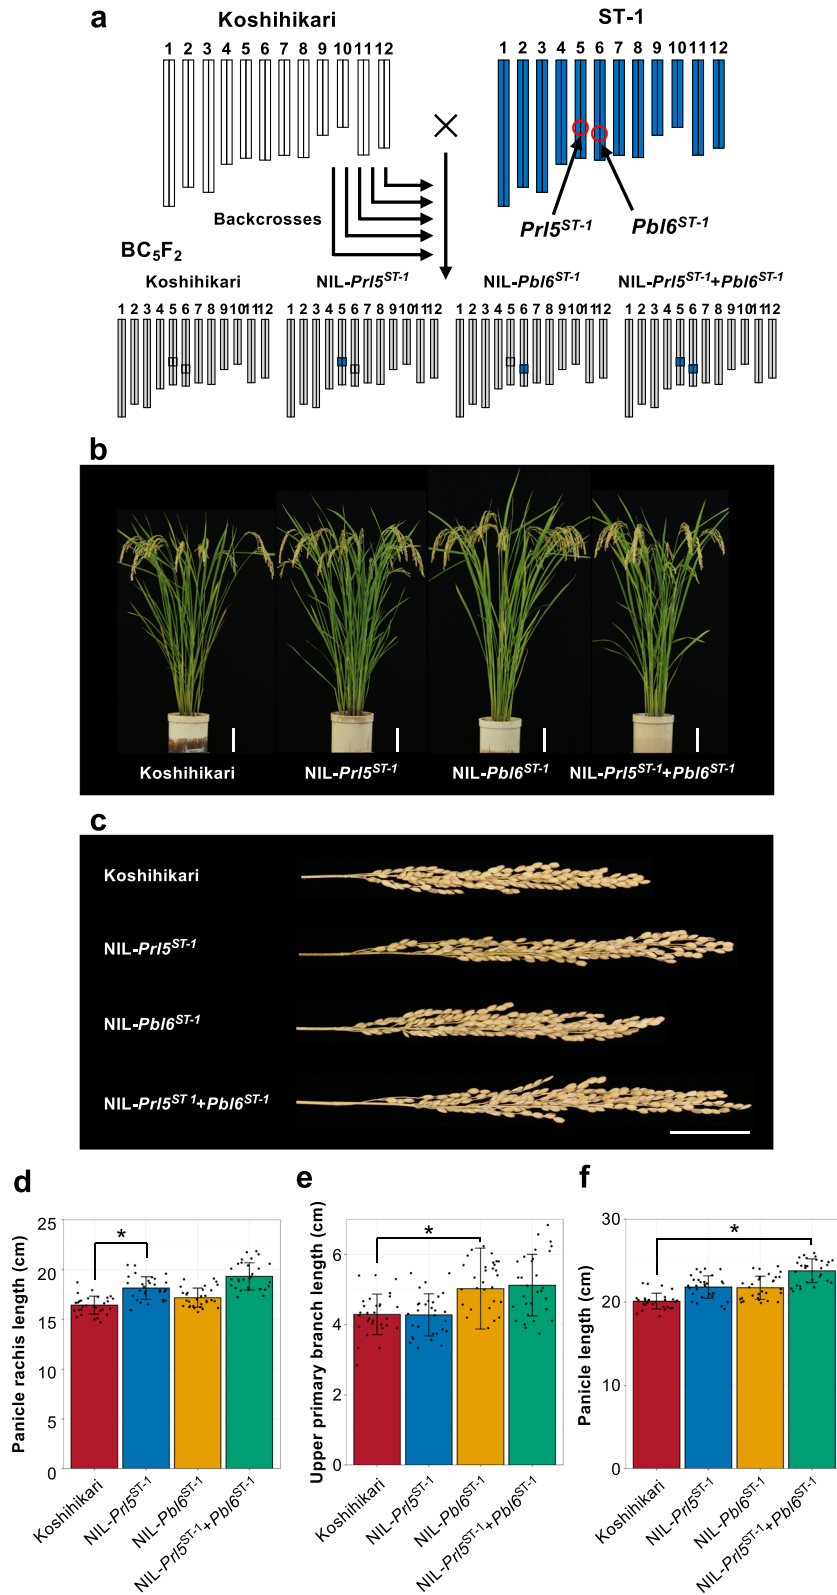 a
Koshihikari
ST-1
1 2 3 4 5 6 7 8 9 10 11 12
1 2 3 4 5 6 7 8 9 10 11 12
Backcrosses
Prl5ST-1
Pbl6ST-1
BC5F2
Koshihikari
NIL-Prl5ST-1
NIL-Pbl6ST-1
NIL-Prl5ST-1+Pbl6ST-1
1 2 3 4 5 6 7 8 9 10 11 12
1 2 3 4 5 6 7 8 9 10 11 12
1 2 3 4 5 6 7 8 9 10 11 12
1 2 3 4 5 6 7 8 9 10 11 12
b
Koshihikari
NIL-Prl5ST-1
NIL-Pbl6ST-1
NIL-Prl5ST-1+Pbl6ST-1
c
Koshihikari
NIL-Prl5ST-1
NIL-Pbl6ST-1
NIL-Prl5ST 1+Pbl6ST-1
d
Panicle rachis length (cm)
25
20
15
10
5
0
*
Koshihikari
NIL-Prl5ST-1
NIL-Pbl6ST-1
NIL-Prl5ST-1+Pbl6ST-1
e
Upper primary branch length (cm)
6
4
2
0
*
Koshihikari
NIL-Prl5ST-1
NIL-Pbl6ST-1
NIL-Prl5ST-1+Pbl6ST-1
f
Panicle length (cm)
30
20
10
0
*
Koshihikari
NIL-Prl5ST-1
NIL-Pbl6ST-1
NIL-Prl5ST-1+Pbl6ST-1